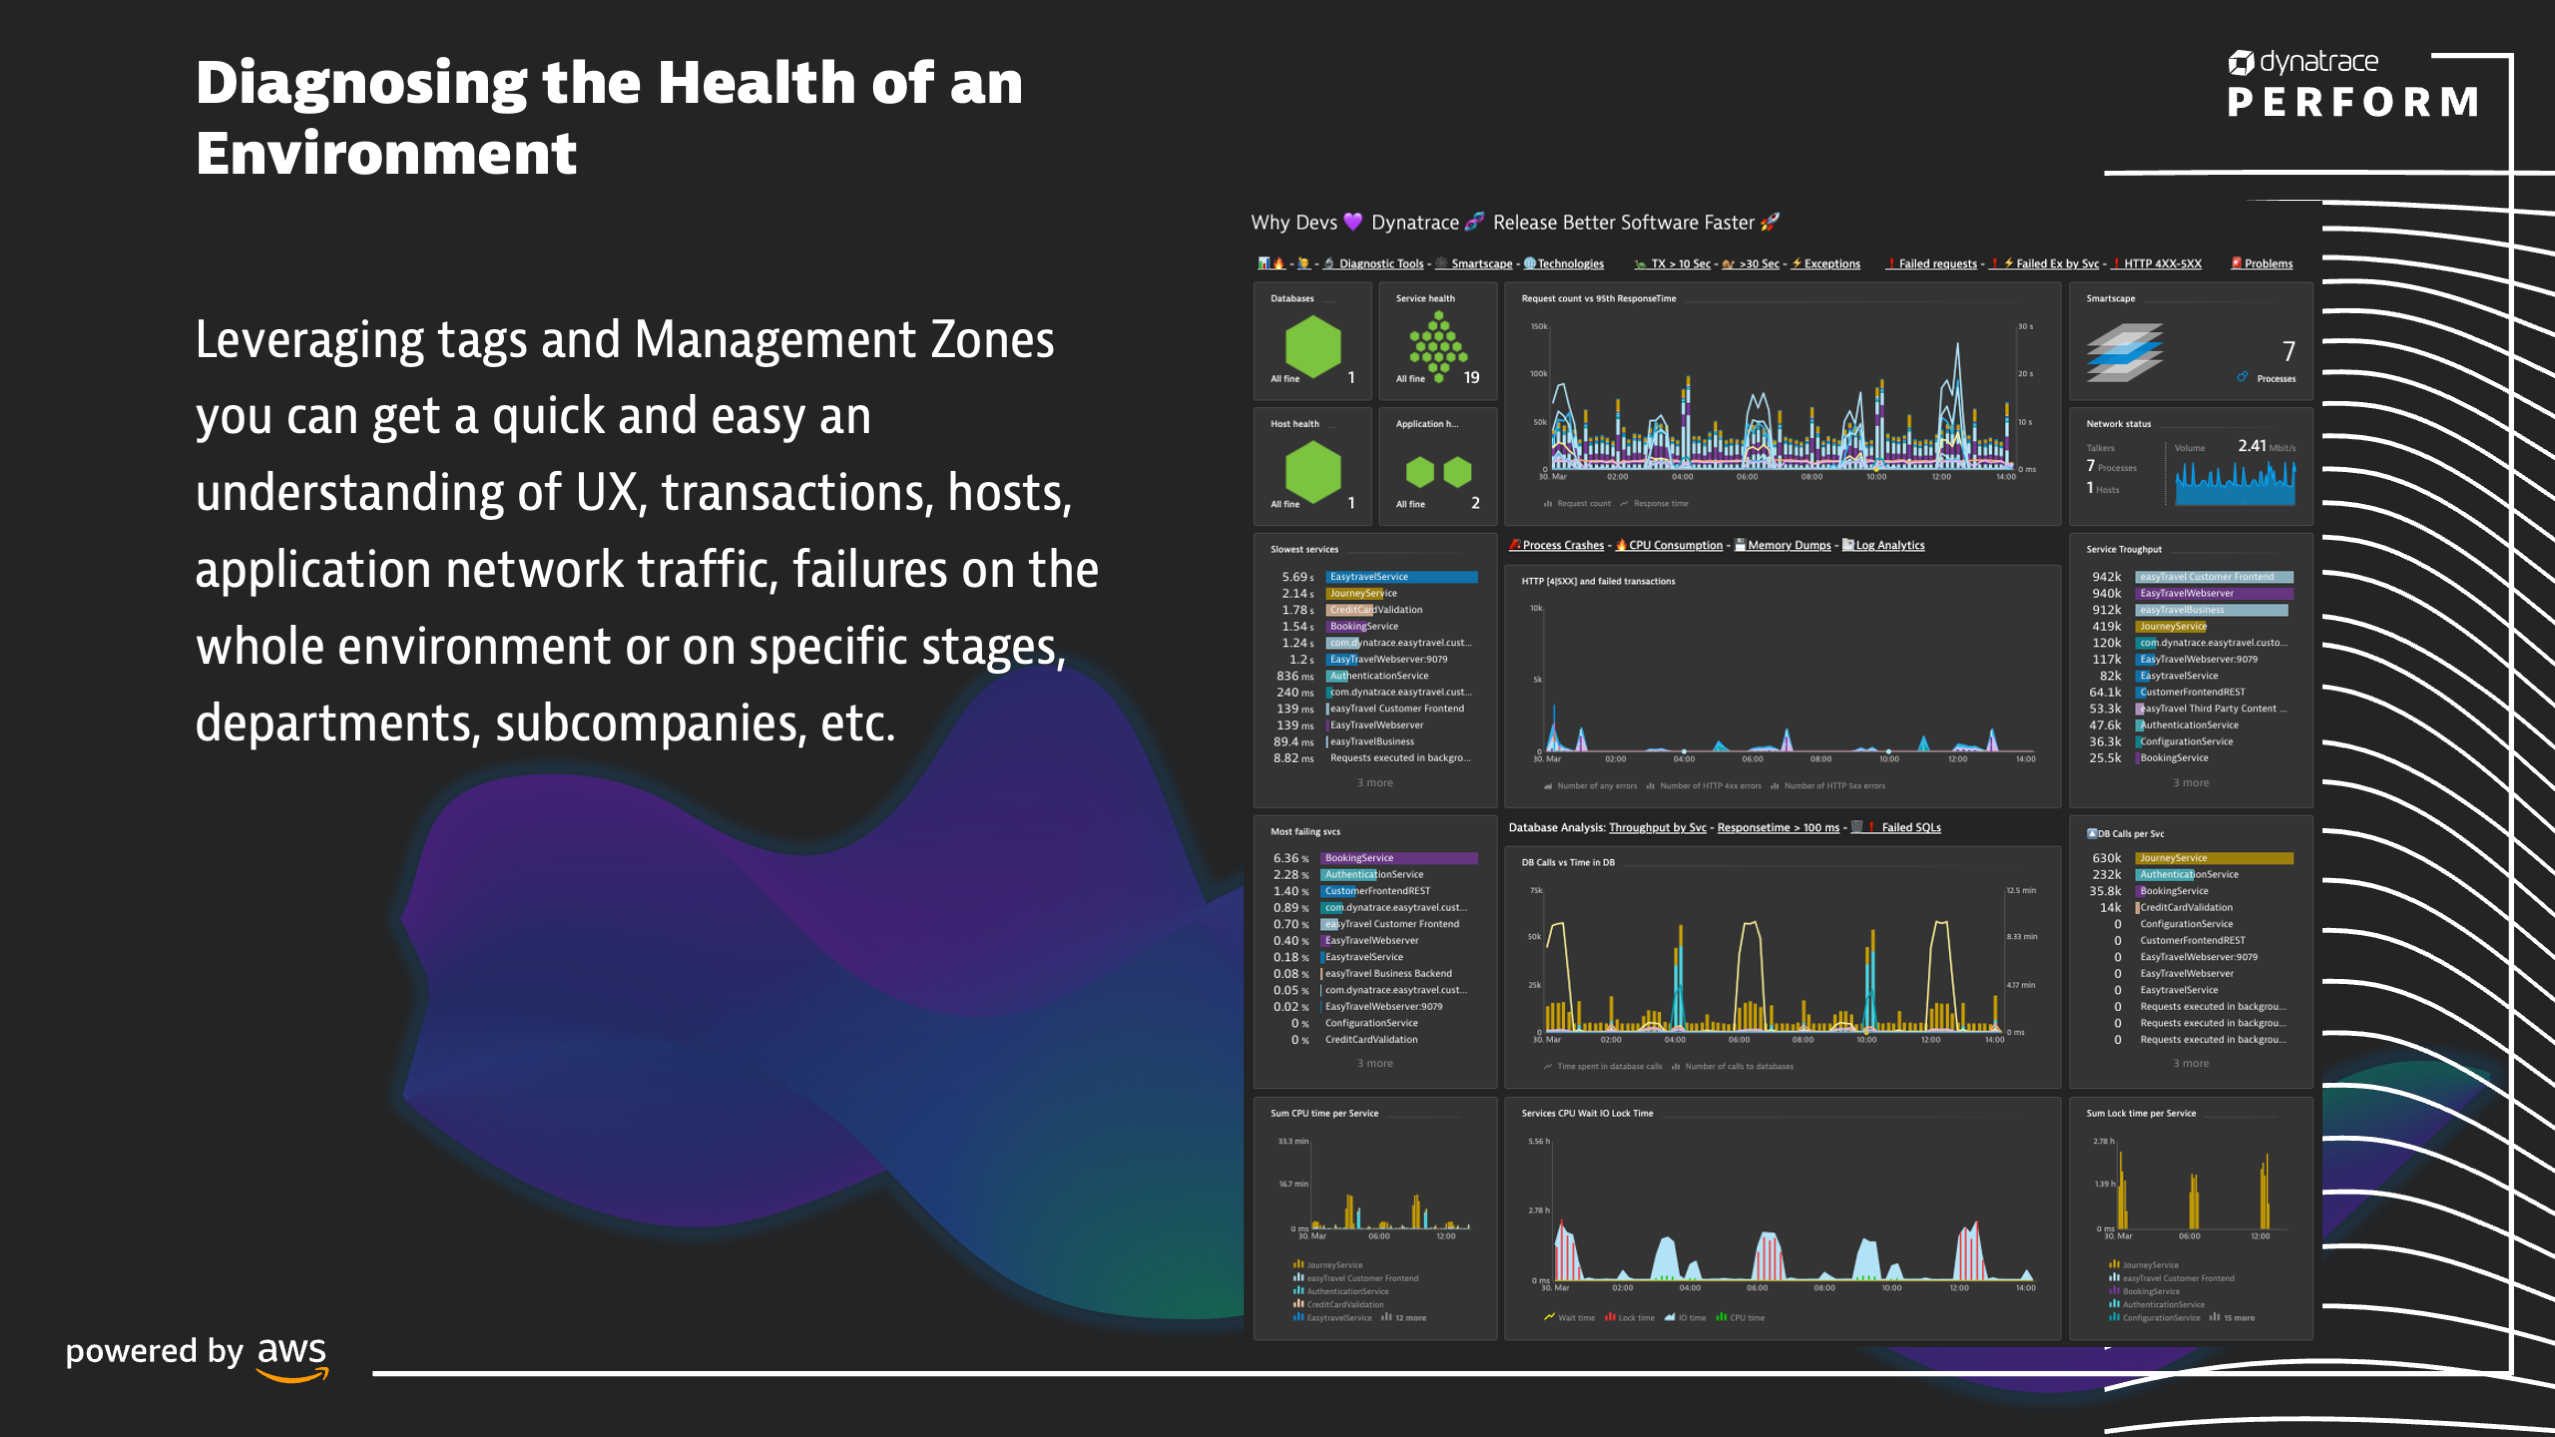 Diagnosing the Health of an
Environment
dynatrace
PERFORM
Leveraging tags and Management Zones
you can get a quick and easy an
understanding of UX, transactions, hosts,
application network traffic, failures on the
whole environment or on specific stages,
departments, subcompanies, etc.
powered by aws
Why Devs 💜 Dynatrace 🧬 Release Better Software Faster 🚀
Diagnostic Tools - Smartscape - Technologies
TX > 10 Sec - >30 Sec - Exceptions
Failed requests - Failed Ex by Svc - HTTP 4XX-5XX
Problems
Databases
All fine 1
Service health
All fine 19
Host health
All fine 1
Application h...
All fine 2
Request count vs 95th ResponseTime
150k
100k
50k
0
30 s
20 s
10 s
0 ms
30. Mar 02:00 04:00 06:00 08:00 10:00 12:00 14:00
Request count Response time
Smartscape
7
Processes
Network status
Talkers
7 Processes
1 Hosts
Volume 2.41 Mbit/s
Slowest services
5.69 s EasytravelService
2.14 s JourneyService
1.78 s CreditCardValidation
1.54 s BookingService
1.24 s com.dynatrace.easytravel.cust...
1.2 s EasyTravelWebserver:9079
836 ms AuthenticationService
240 ms com.dynatrace.easytravel.cust...
139 ms easyTravel Customer Frontend
139 ms EasyTravelWebserver
89.4 ms easyTravelBusiness
8.82 ms Requests executed in backgro...
3 more
Process Crashes - CPU Consumption - Memory Dumps - Log Analytics
HTTP [4|5XX] and failed transactions
10k
5k
0
30. Mar 02:00 04:00 06:00 08:00 10:00 12:00 14:00
Number of any errors Number of HTTP 4xx errors Number of HTTP 5xx errors
Service Troughput
942k easyTravel Customer Frontend
940k EasyTravelWebserver
912k easyTravelBusiness
419k JourneyService
120k com.dynatrace.easytravel.custo...
117k EasyTravelWebserver:9079
82k EasytravelService
64.1k CustomerFrontendREST
53.3k easyTravel Third Party Content ...
47.6k AuthenticationService
36.3k ConfigurationService
25.5k BookingService
3 more
Most failing svcs
6.36 % BookingService
2.28 % AuthenticationService
1.40 % CustomerFrontendREST
0.89 % com.dynatrace.easytravel.cust...
0.70 % easyTravel Customer Frontend
0.40 % EasyTravelWebserver
0.18 % EasytravelService
0.08 % easyTravel Business Backend
0.05 % com.dynatrace.easytravel.cust...
0.02 % EasyTravelWebserver:9079
0 % ConfigurationService
0 % CreditCardValidation
3 more
Database Analysis: Throughput by Svc - Responsetime > 100 ms - Failed SQLs
DB Calls vs Time in DB
75k
50k
25k
0
12.5 min
8.33 min
4.17 min
0 ms
30. Mar 02:00 04:00 06:00 08:00 10:00 12:00 14:00
Time spent in database calls Number of calls to databases
DB Calls per Svc
630k JourneyService
232k AuthenticationService
35.8k BookingService
14k CreditCardValidation
0 ConfigurationService
0 CustomerFrontendREST
0 EasyTravelWebserver:9079
0 EasyTravelWebserver
0 EasytravelService
0 Requests executed in backgrou...
0 Requests executed in backgrou...
0 Requests executed in backgrou...
3 more
Sum CPU time per Service
33.3 min
16.7 min
0 ms
30. Mar 06:00 12:00
JourneyService
easyTravel Customer Frontend
AuthenticationService
CreditCardValidation
EasytravelService 12 more
Services CPU Wait IO Lock Time
5.56 h
2.78 h
0 ms
30. Mar 02:00 04:00 06:00 08:00 10:00 12:00 14:00
Wait time Lock time IO time CPU time
Sum Lock time per Service
2.78 h
1.39 h
0 ms
30. Mar 06:00 12:00
JourneyService
easyTravel Customer Frontend
BookingService
AuthenticationService
ConfigurationService 15 more